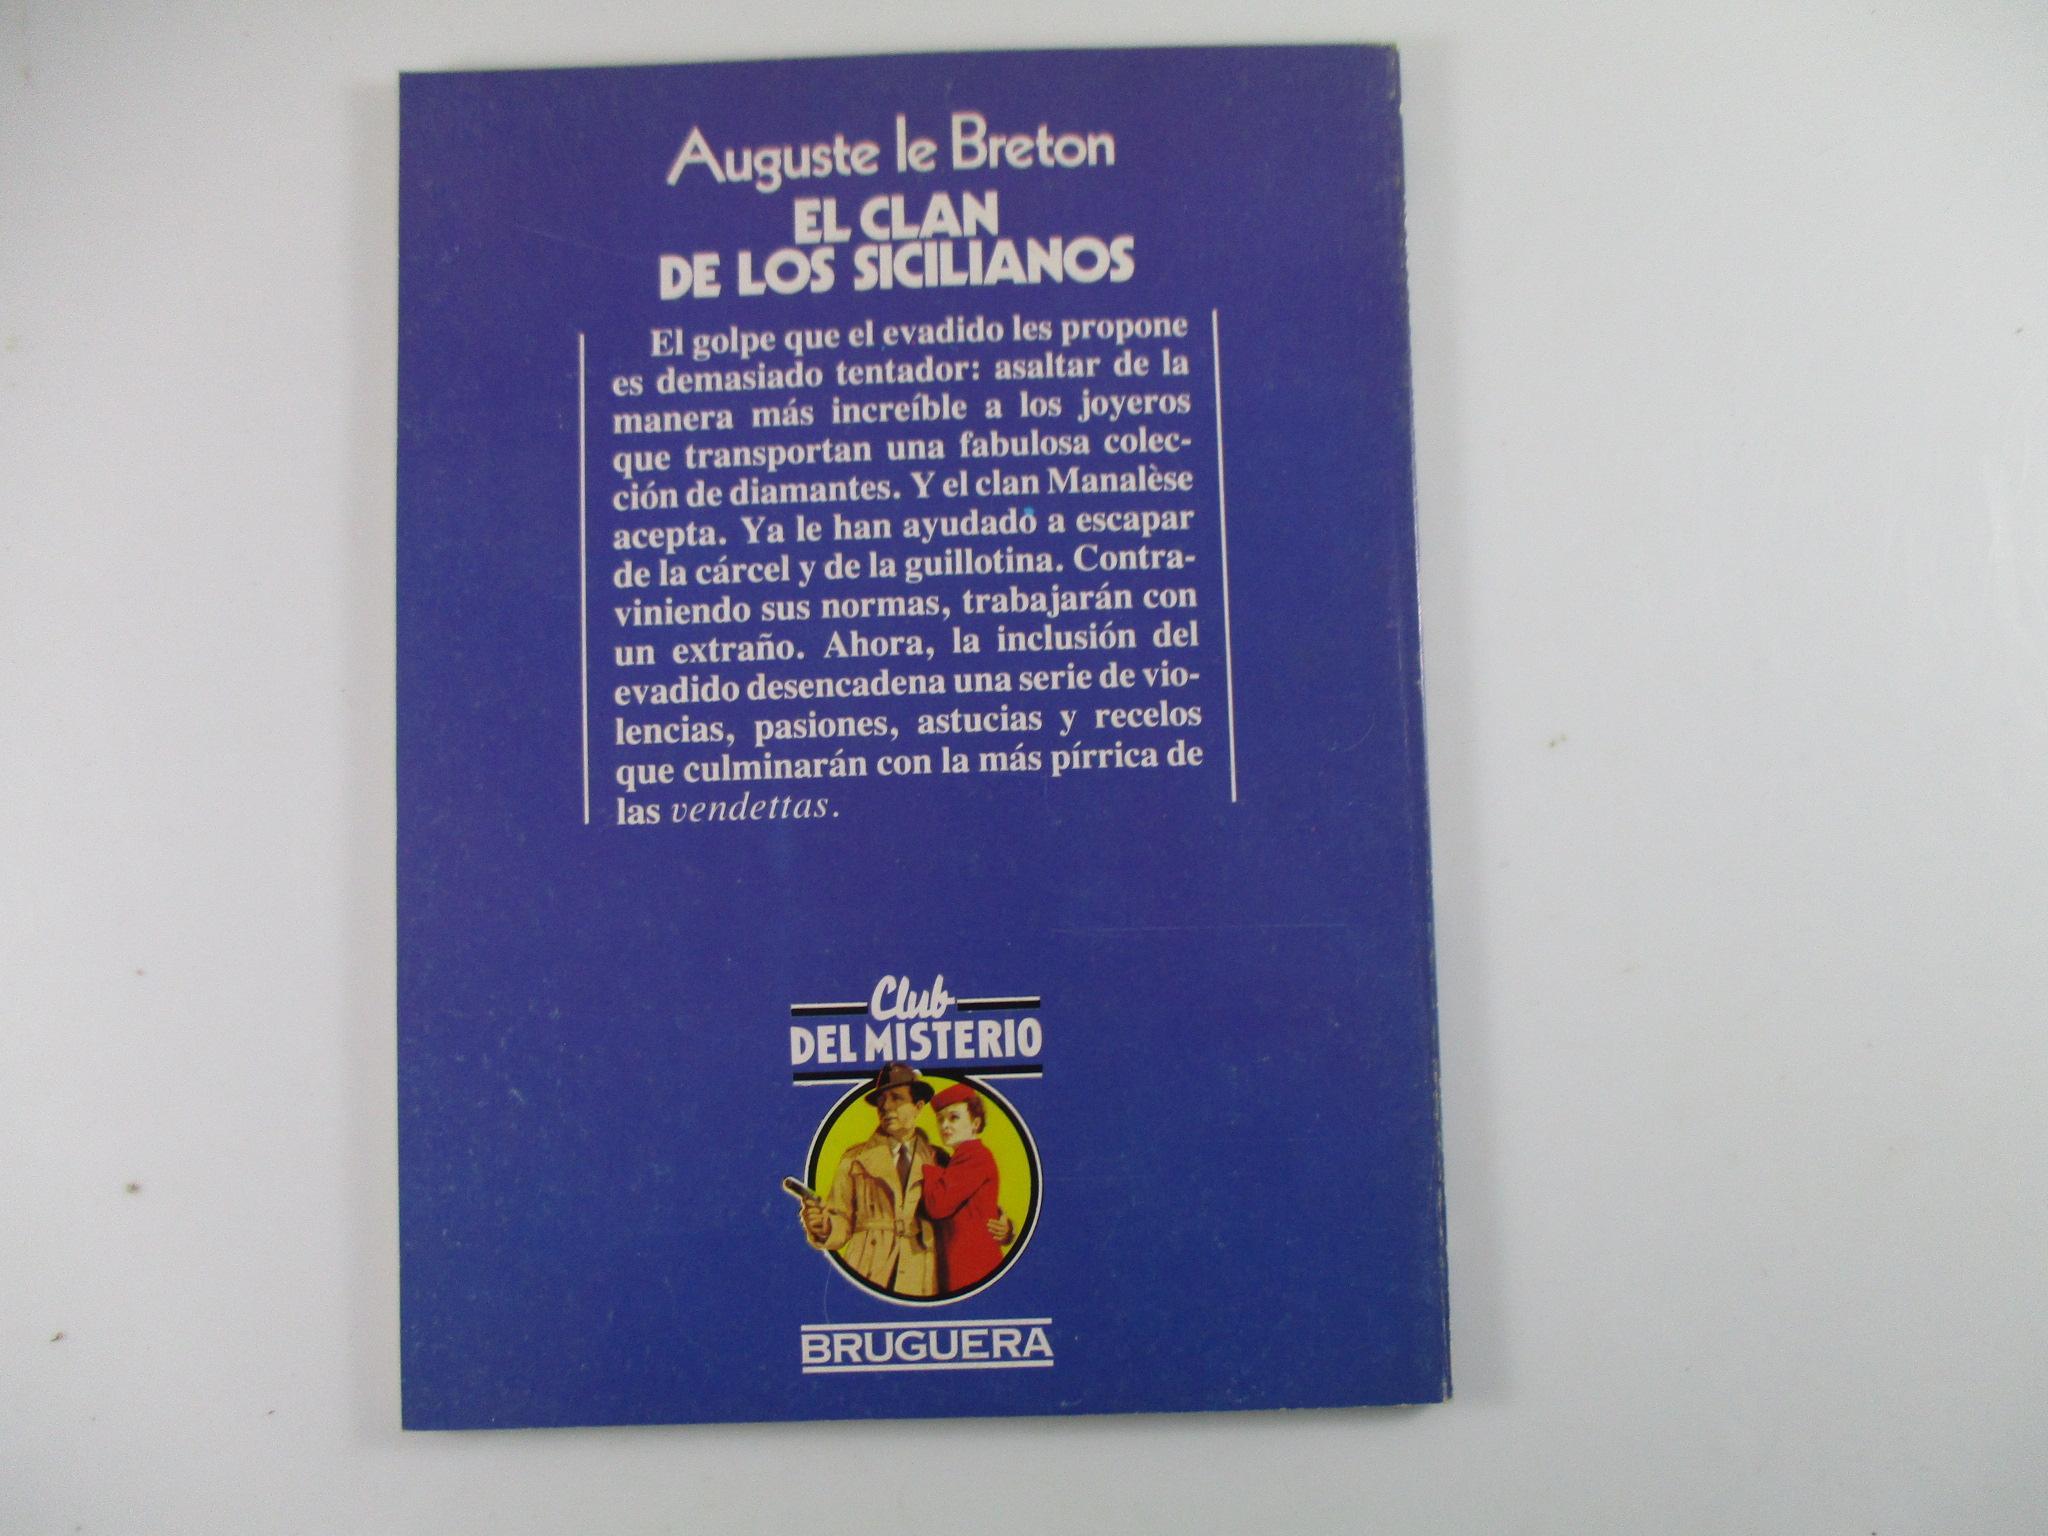 Auguste le Breton
EL CLAN
DE LOS SICILIANOS
El golpe que el evadido les propone
es demasiado tentador: asaltar de la
manera más increíble a los joyeros
que transportan una fabulosa colec-
ción de diamantes. Y el clan Manalèse
acepta. Ya le han ayudado a escapar
de la cárcel y de la guillotina. Contra-
viniendo sus normas, trabajarán con
un extraño. Ahora, la inclusión del
evadido desencadena una serie de vio-
lencias, pasiones, astucias y recelos
que culminarán con la más pírrica de
las vendettas.
Club
DEL MISTERIO
BRUGUERA